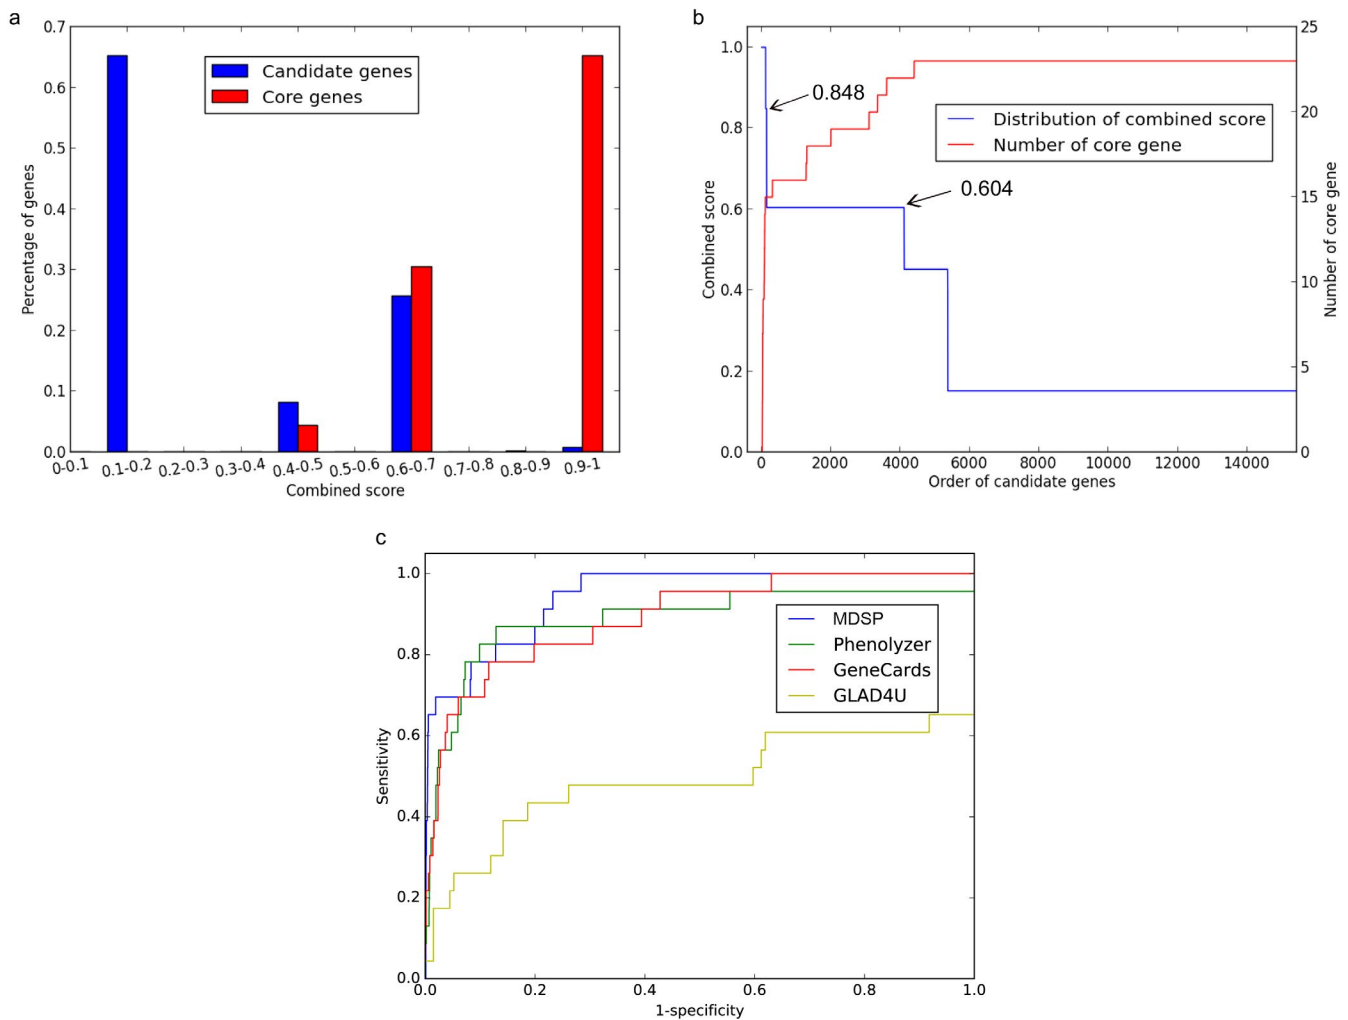 a
0.7
0.6
0.5
0.4
0.3
0.2
0.1
0.0
Percentage of genes
Candidate genes
Core genes
0-0.1
0.1-0.2
0.2-0.3
0.3-0.4
0.4-0.5
0.5-0.6
0.6-0.7
0.7-0.8
0.8-0.9
0.9-1
Combined score
b
1.0
0.8
0.6
0.4
0.2
0.0
Combined score
0.848
0.604
Distribution of combined score
Number of core gene
25
20
15
10
5
0
Number of core gene
0
2000
4000
6000
8000
10000
12000
14000
Order of candidate genes
c
1.0
0.8
0.6
0.4
0.2
0.0
Sensitivity
MDSP
Phenolyzer
GeneCards
GLAD4U
0.0
0.2
0.4
0.6
0.8
1.0
1-specificity